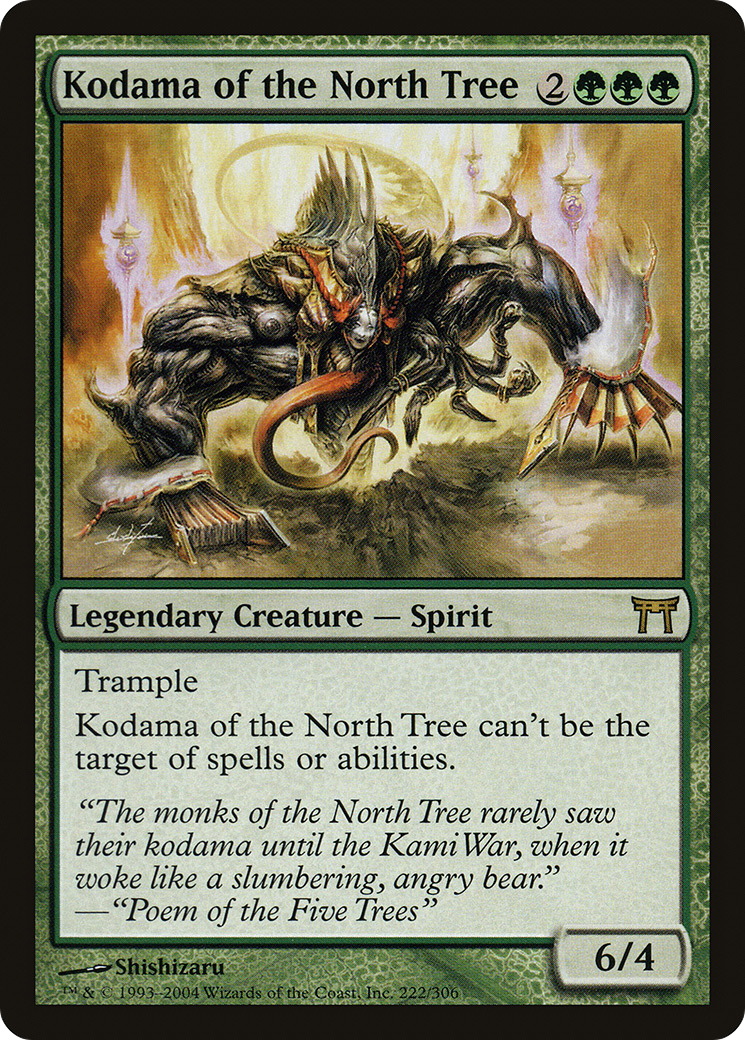 Kodama of the North Tree 2
Legendary Creature — Spirit
Trample
Kodama of the North Tree can't be the
target of spells or abilities.
"The monks of the North Tree rarely saw
their kodama until the Kami War, when it
woke like a slumbering, angry bear."
—"Poem of the Five Trees"
6/4
Shishizaru
™ & © 1993–2004 Wizards of the Coast, Inc. 222/306